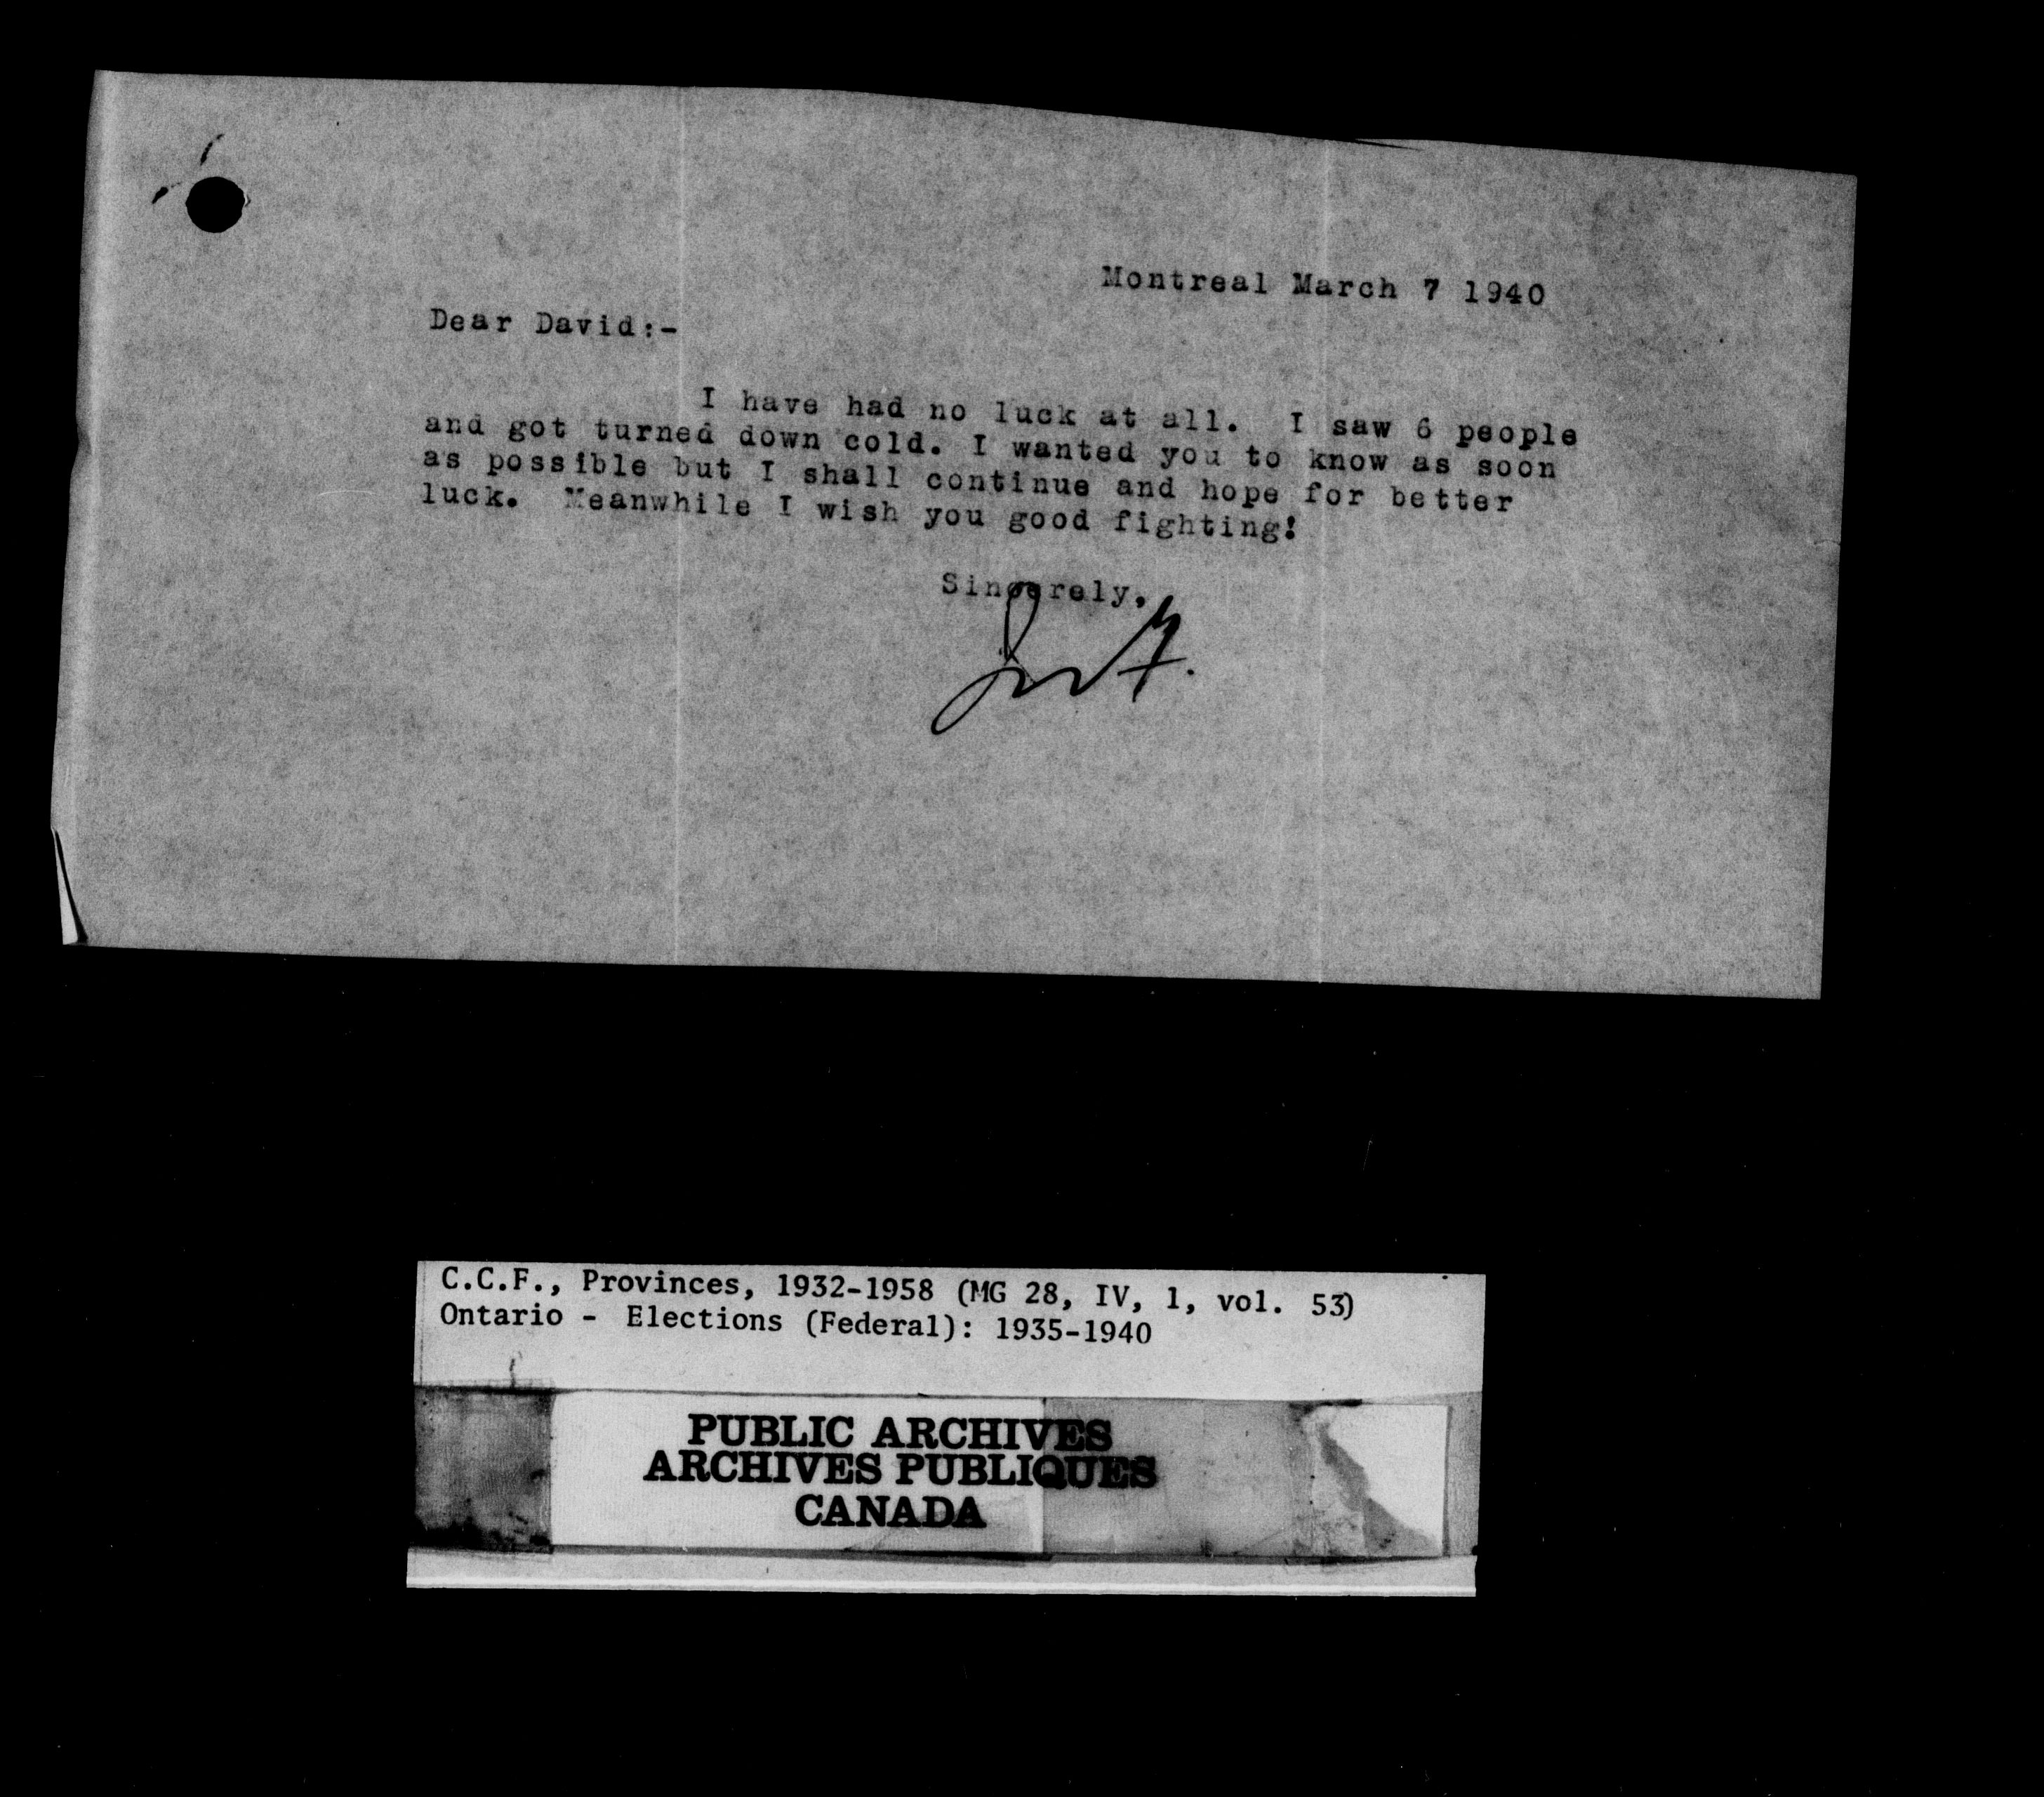 Montreal March 7 1940
Dear David:-
I have had no luck at all. I saw 6 people
and got turned down cold. I wanted you to know as soon
as possible but I shall continue and hope for better
luck. Meanwhile I wish you good fighting!
Sincerely,
C.C.F., Provinces, 1932-1958 (MG 28, IV, 1, vol. 53)
Ontario - Elections (Federal): 1935-1940
PUBLIC ARCHIVES
ARCHIVES PUBLIQUES
CANADA